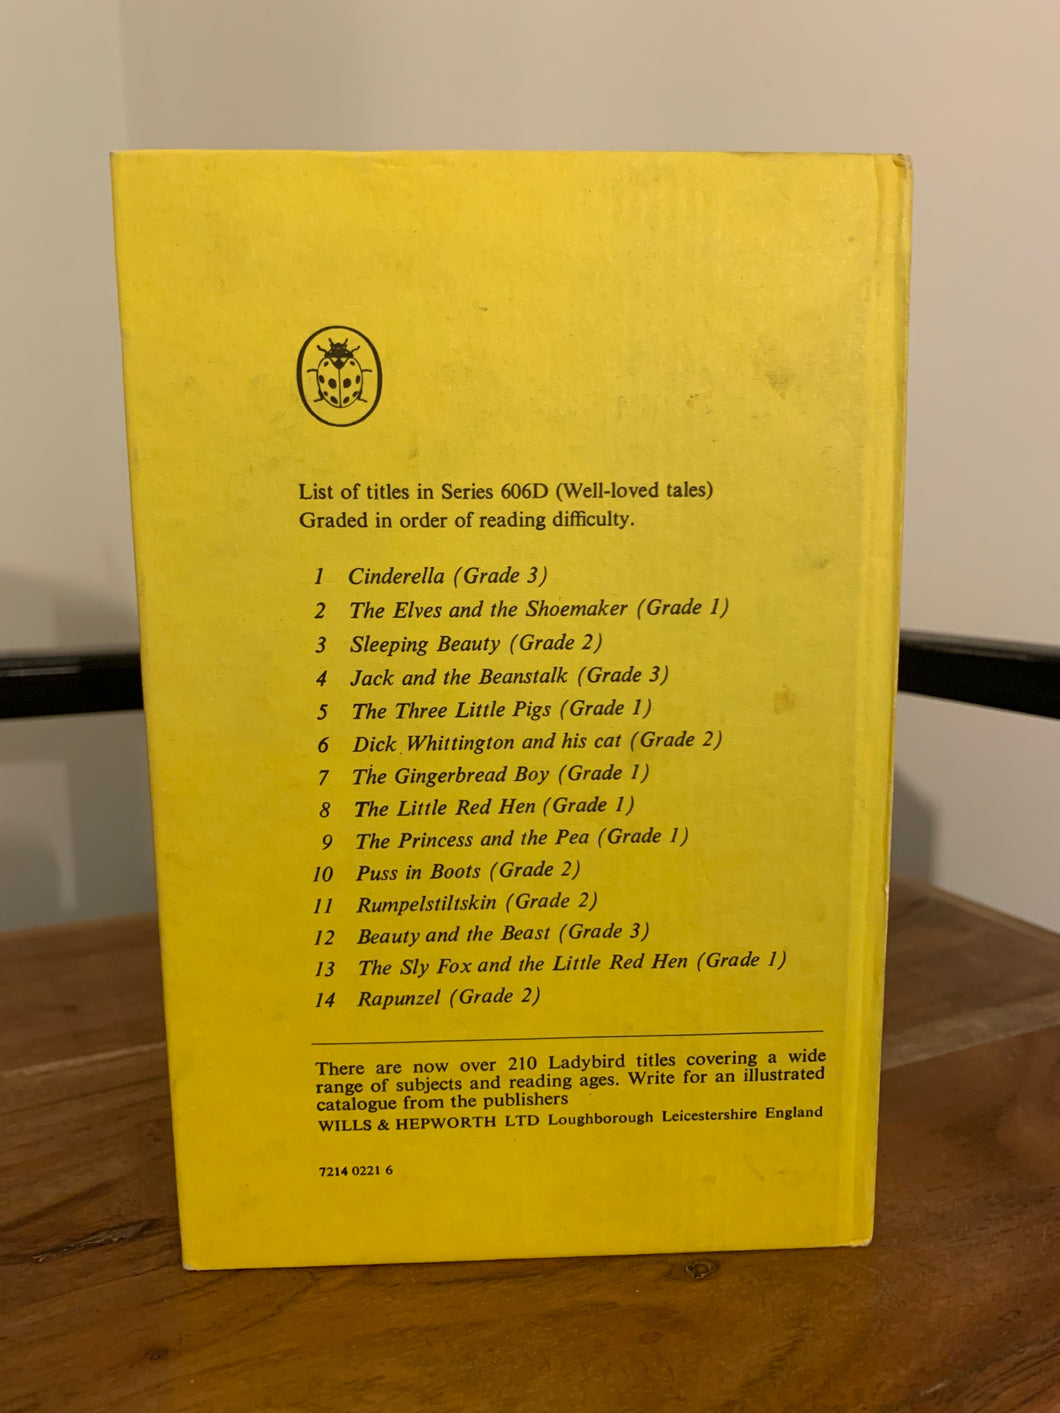 List of titles in Series 606D (Well-loved tales)
Graded in order of reading difficulty.
1 Cinderella (Grade 3)
2 The Elves and the Shoemaker (Grade 1)
3 Sleeping Beauty (Grade 2)
4 Jack and the Beanstalk (Grade 3)
5 The Three Little Pigs (Grade 1)
6 Dick Whittington and his cat (Grade 2)
7 The Gingerbread Boy (Grade 1)
8 The Little Red Hen (Grade 1)
9 The Princess and the Pea (Grade 1)
10 Puss in Boots (Grade 2)
11 Rumpelstiltskin (Grade 2)
12 Beauty and the Beast (Grade 3)
13 The Sly Fox and the Little Red Hen (Grade 1)
14 Rapunzel (Grade 2)
There are now over 210 Ladybird titles covering a wide
range of subjects and reading ages. Write for an illustrated
catalogue from the publishers
WILLS & HEPWORTH LTD Loughborough Leicestershire England
7214 0221 6